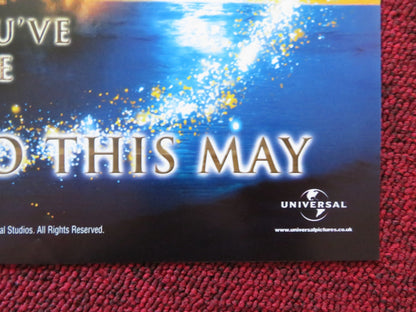 U'VE
E
O THIS MAY
UNIVERSAL
www.universalpictures.co.uk
al Studios. All Rights Reserved.